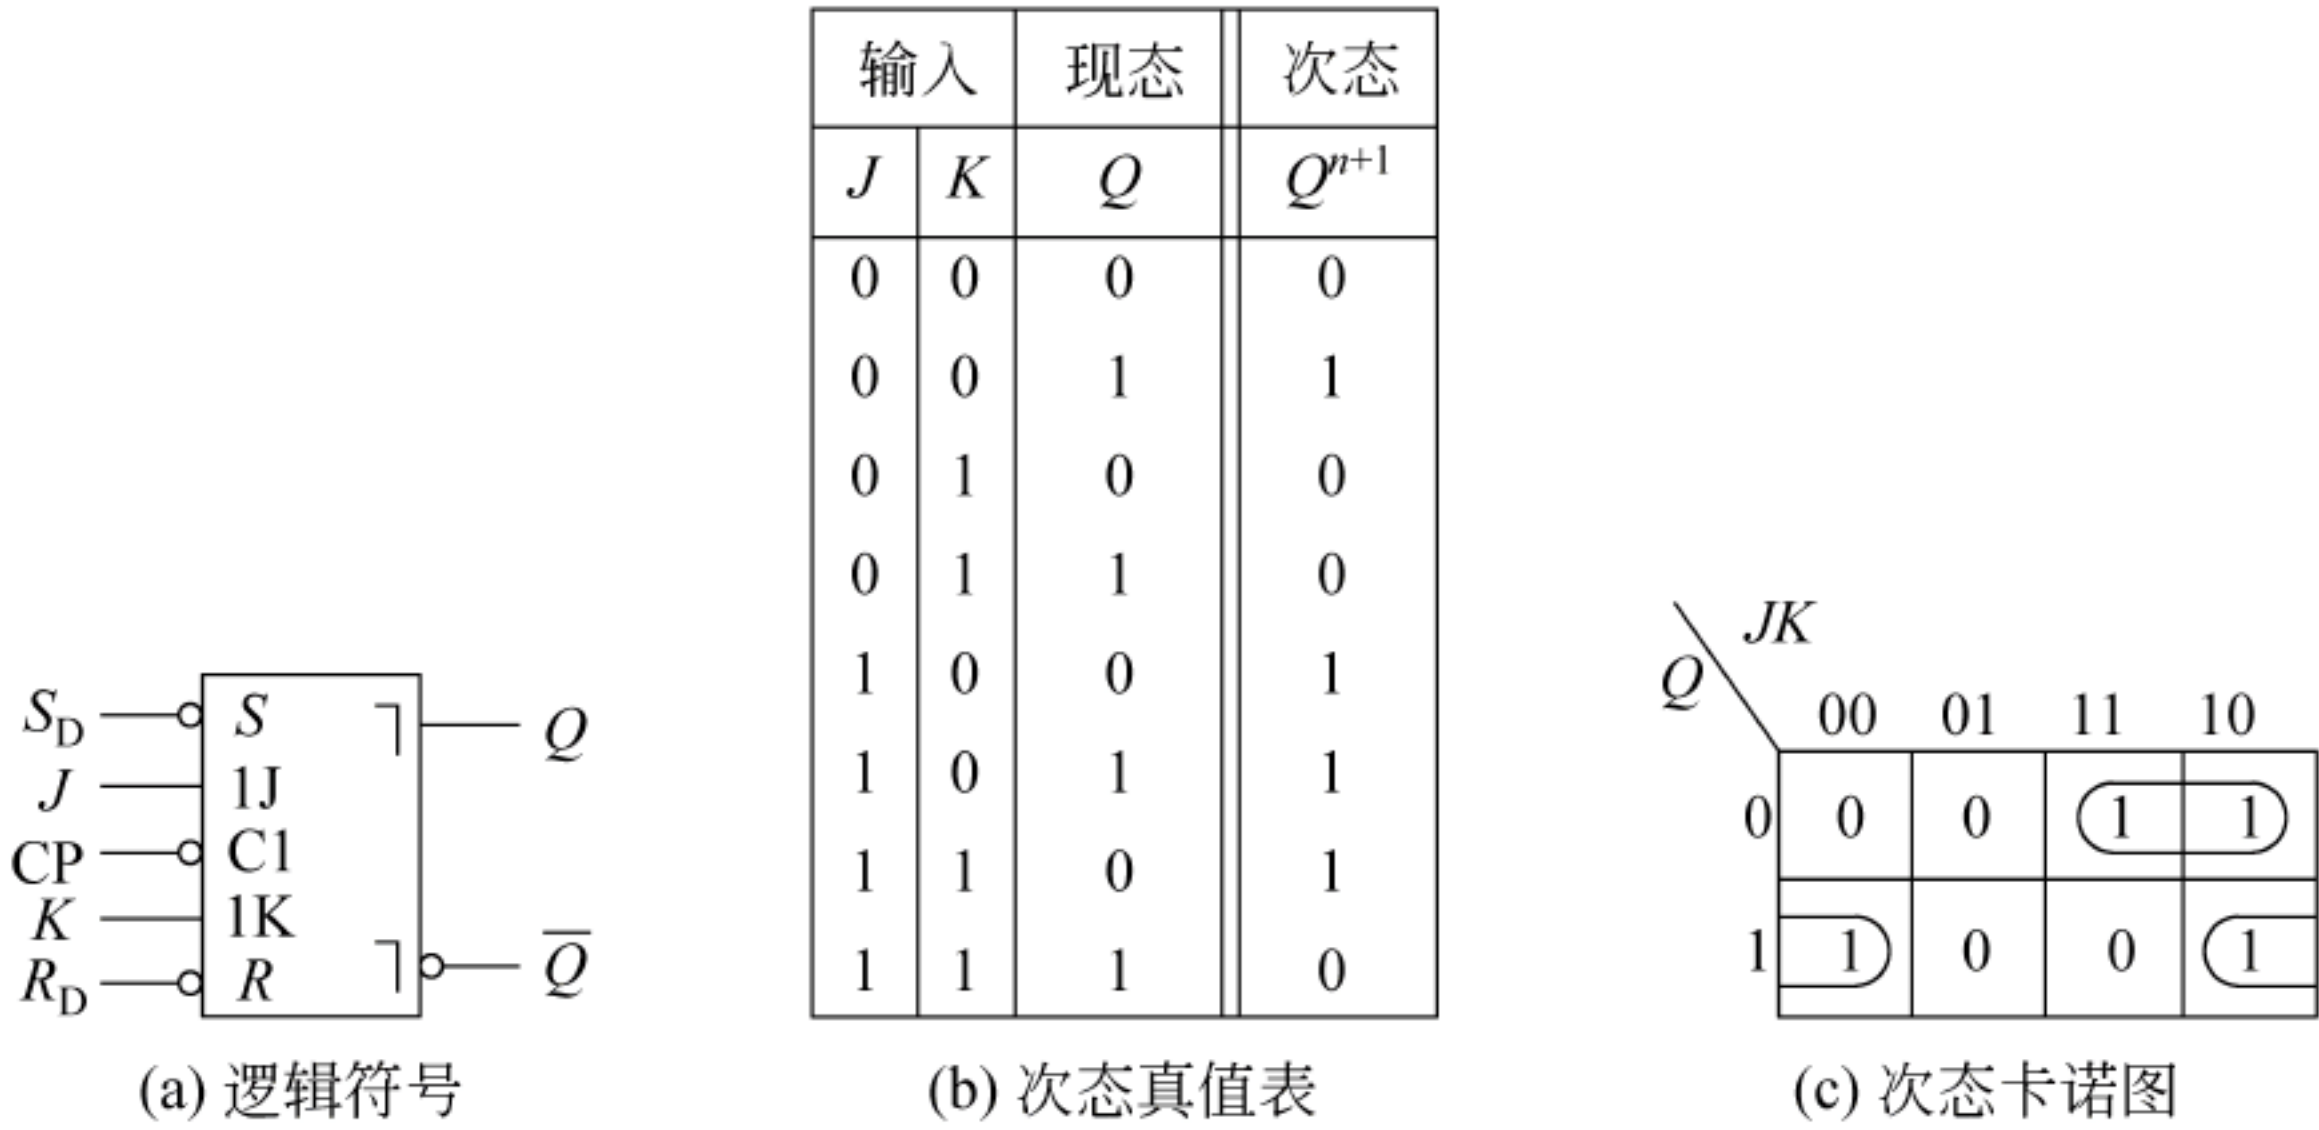 S_D
J
CP
K
R_D
S
1J
C1
1K
R
Q
Q̅
(a) 逻辑符号
输入 现态 次态
J K Q Qⁿ⁺¹
0 0 0 0
0 0 1 1
0 1 0 0
0 1 1 0
1 0 0 1
1 0 1 1
1 1 0 1
1 1 1 0
(b) 次态真值表
JK
Q
00 01 11 10
0 0 0 1 1
1 1 0 0 1
(c) 次态卡诺图